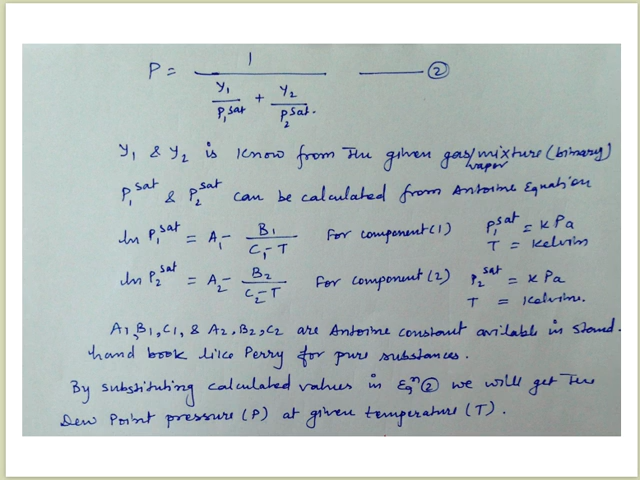 P = 1 / (y₁/P₁ˢᵃᵗ + y₂/P₂ˢᵃᵗ.) —— ②
y₁ & y₂ is know from the given gas/vapor mixture (binary)
P₁ˢᵃᵗ & P₂ˢᵃᵗ can be calculated from Antoine Equation
ln P₁ˢᵃᵗ = A₁ - B₁/(C₁-T) For component (1) P₁ˢᵃᵗ = kPa
T = Kelvin
ln P₂ˢᵃᵗ = A₂ - B₂/(C₂-T) For component (2) P₂ˢᵃᵗ = kPa
T = Kelvin.
A₁, B₁, C₁, & A₂, B₂, C₂ are Antoine constant avilable in stand.
hand book like Perry for pure substances.
By substituting calculated values in Eqⁿ ② we will get the
Dew Point pressure (P) at given temperature (T).